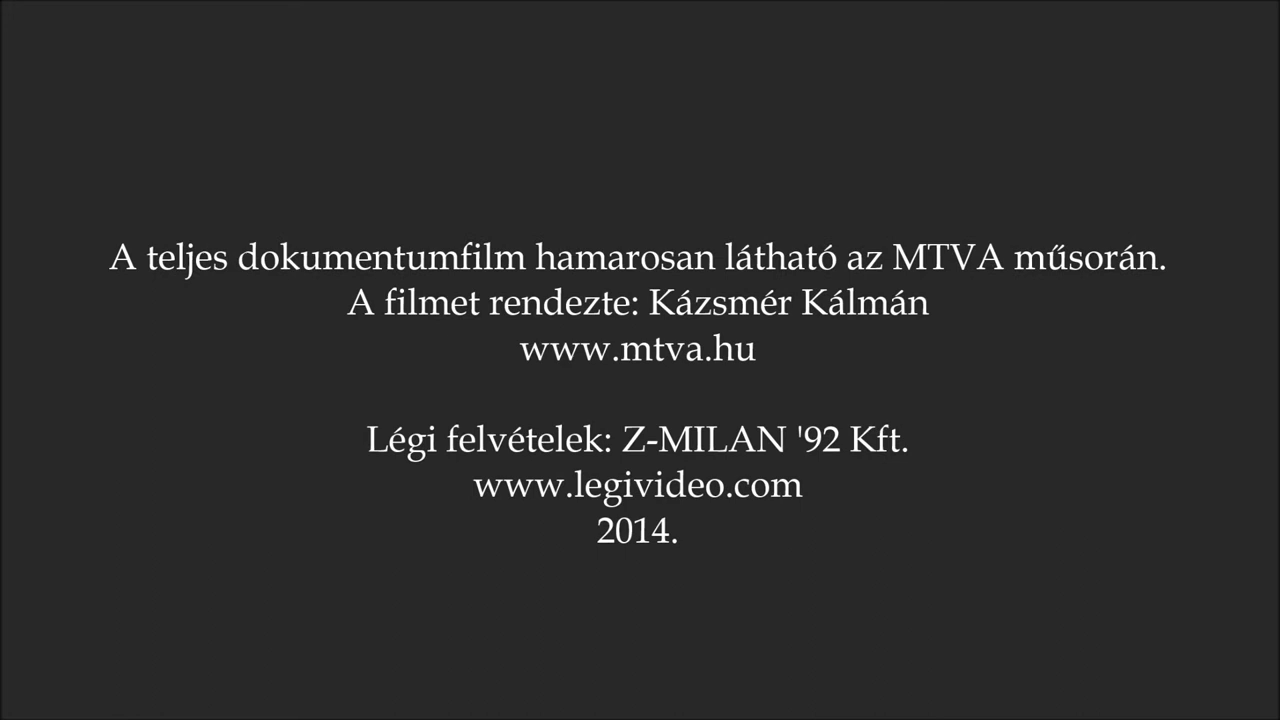 A teljes dokumentumfilm hamarosan látható az MTVA műsorán.
A filmet rendezte: Kázsmér Kálmán
www.mtva.hu
Légi felvételek: Z-MILAN '92 Kft.
www.legivideo.com
2014.